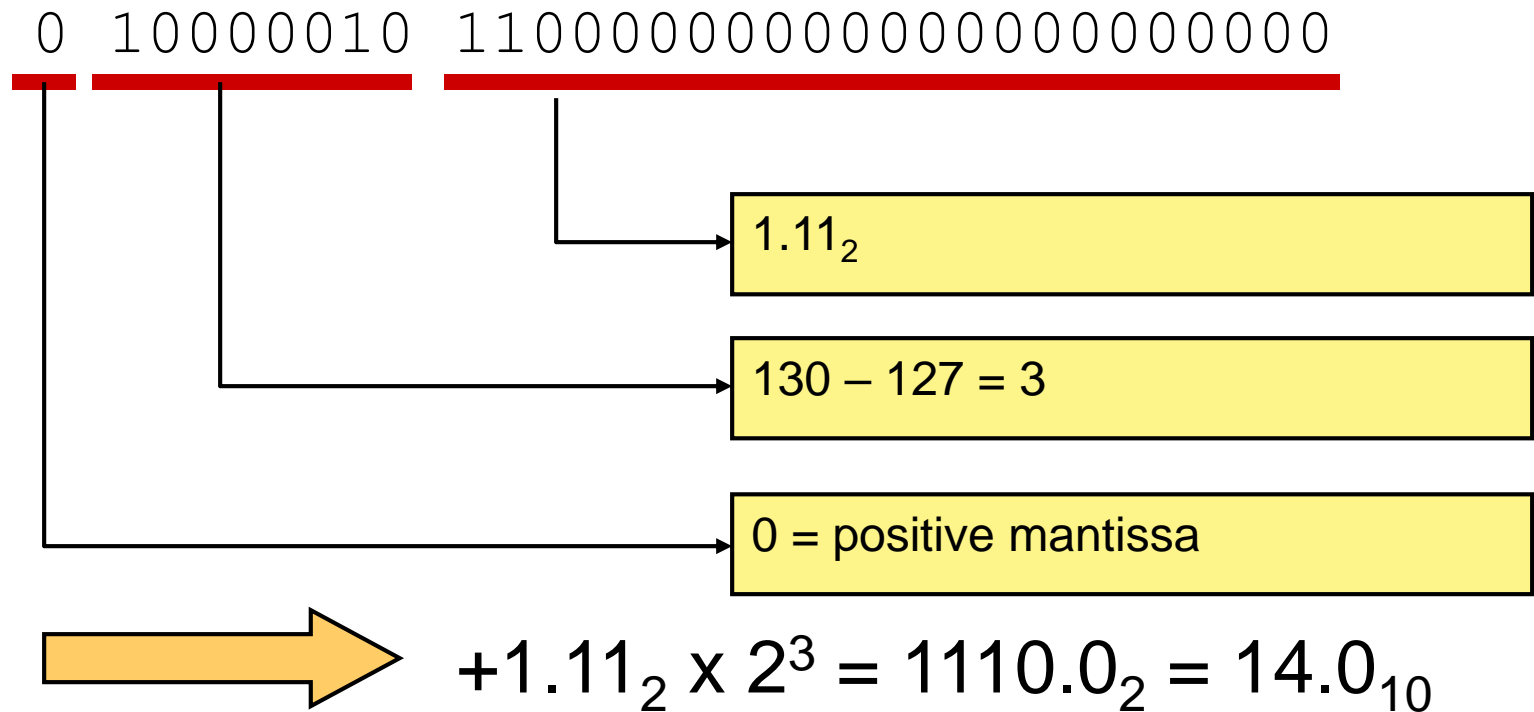 0 10000010 11000000000000000000000
1.11₂
130 – 127 = 3
0 = positive mantissa
+1.11₂ x 2³ = 1110.0₂ = 14.0₁₀